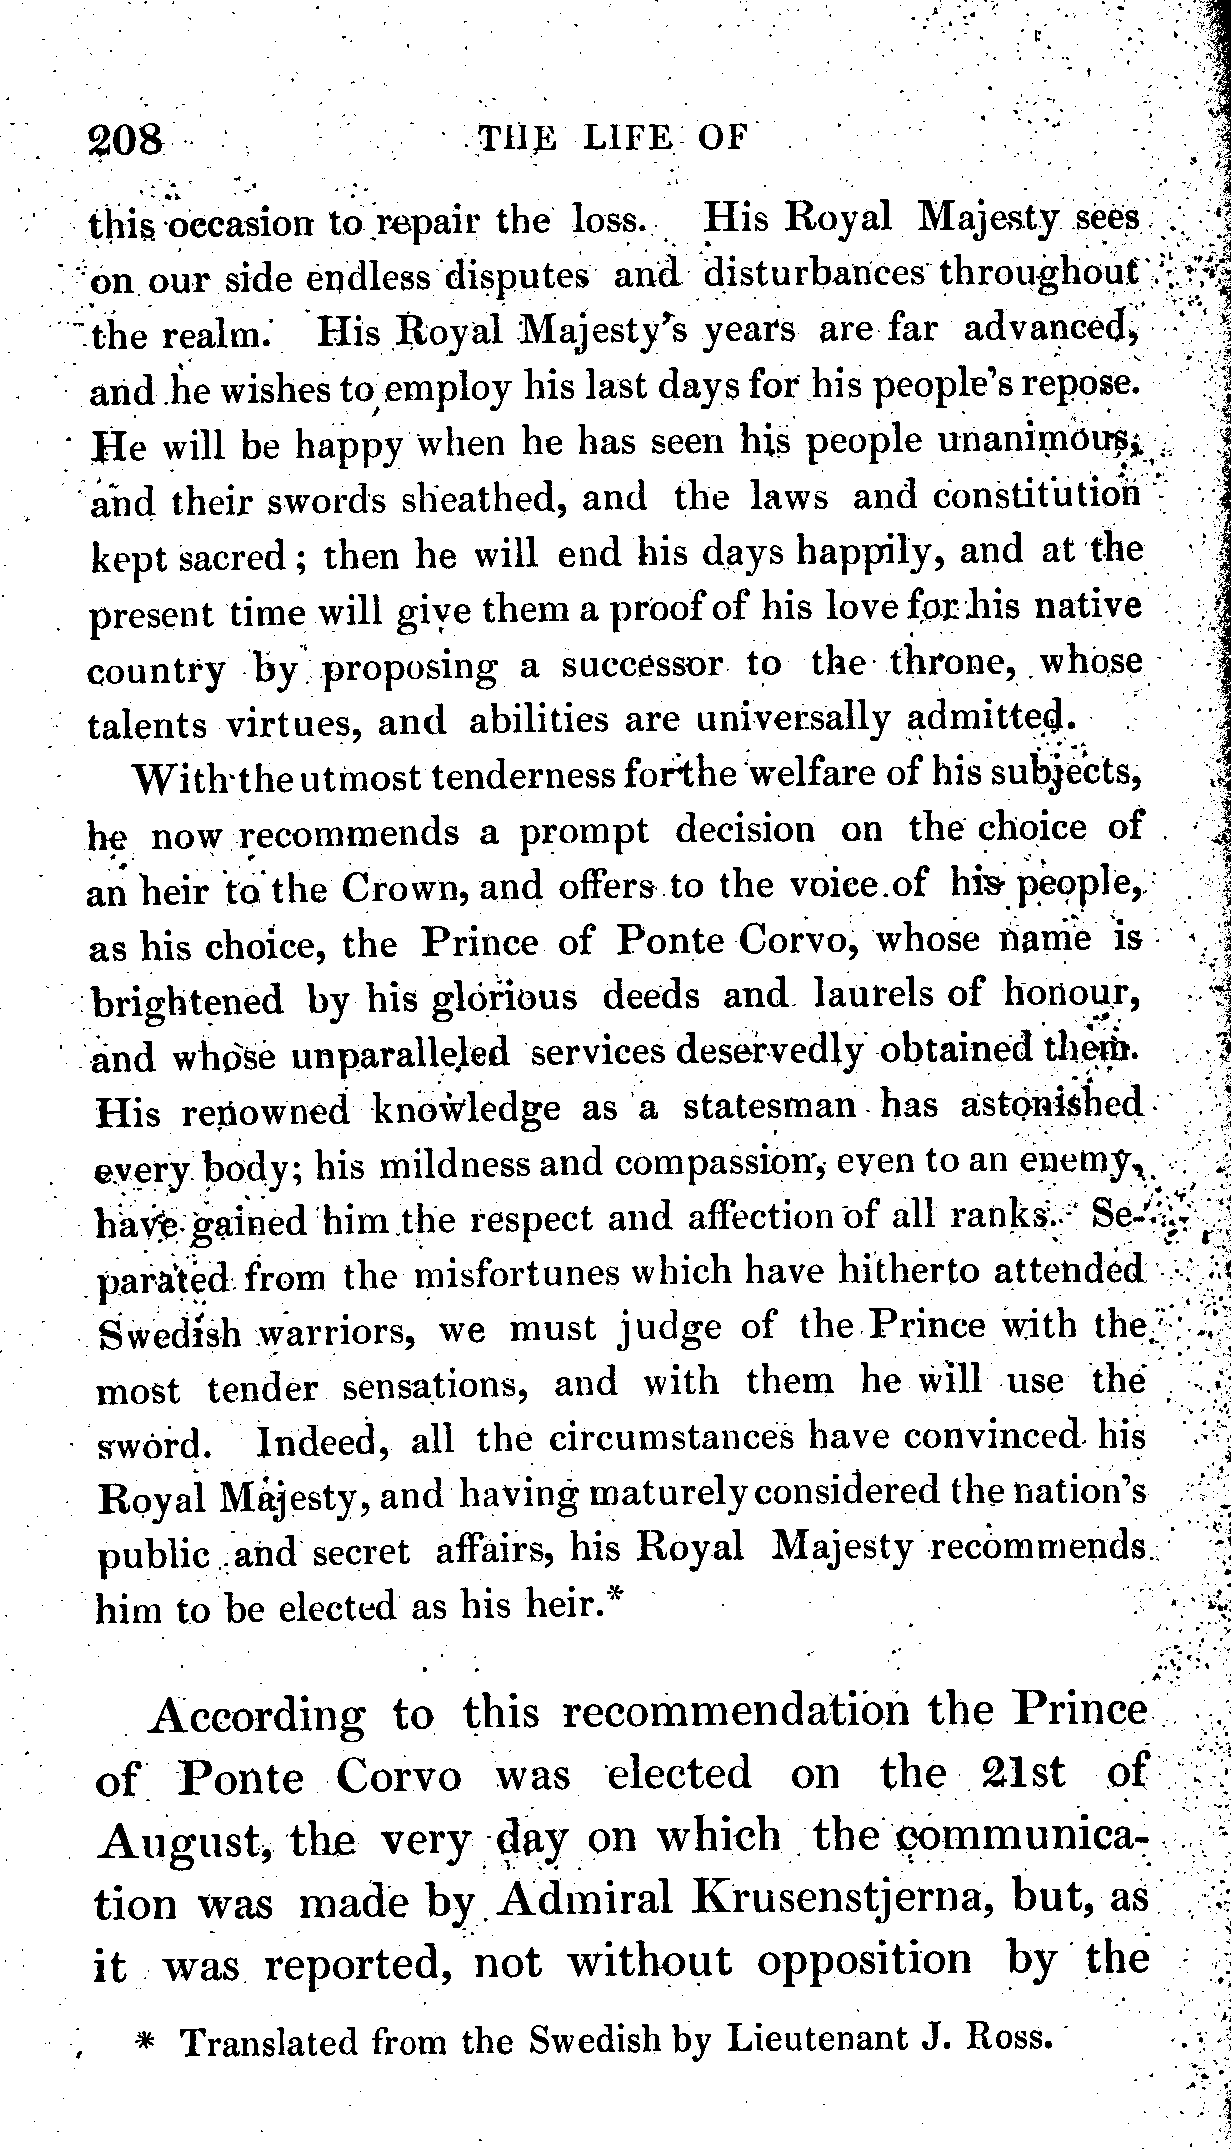 208 THE LIFE OF
this occasion to repair the loss. His Royal Majesty sees
on our side endless disputes and disturbances throughout
the realm. His Royal Majesty's years are far advanced,
and he wishes to employ his last days for his people's repose.
He will be happy when he has seen his people unanimous,
and their swords sheathed, and the laws and constitution
kept sacred; then he will end his days happily, and at the
present time will give them a proof of his love for his native
country by proposing a successor to the throne, whose
talents virtues, and abilities are universally admitted.
With the utmost tenderness for the welfare of his subjects,
he now recommends a prompt decision on the choice of
an heir to the Crown, and offers to the voice of his people,
as his choice, the Prince of Ponte Corvo, whose name is
brightened by his glorious deeds and laurels of honour,
and whose unparalleled services deservedly obtained them.
His renowned knowledge as a statesman has astonished
every body; his mildness and compassion, even to an enemy,
have gained him the respect and affection of all ranks. Se-
parated from the misfortunes which have hitherto attended
Swedish warriors, we must judge of the Prince with the
most tender sensations, and with them he will use the
sword. Indeed, all the circumstances have convinced his
Royal Majesty, and having maturely considered the nation's
public and secret affairs, his Royal Majesty recommends
him to be elected as his heir.*
According to this recommendation the Prince
of Ponte Corvo was elected on the 21st of
August, the very day on which the communica-
tion was made by Admiral Krusenstjerna, but, as
it was reported, not without opposition by the
* Translated from the Swedish by Lieutenant J. Ross.